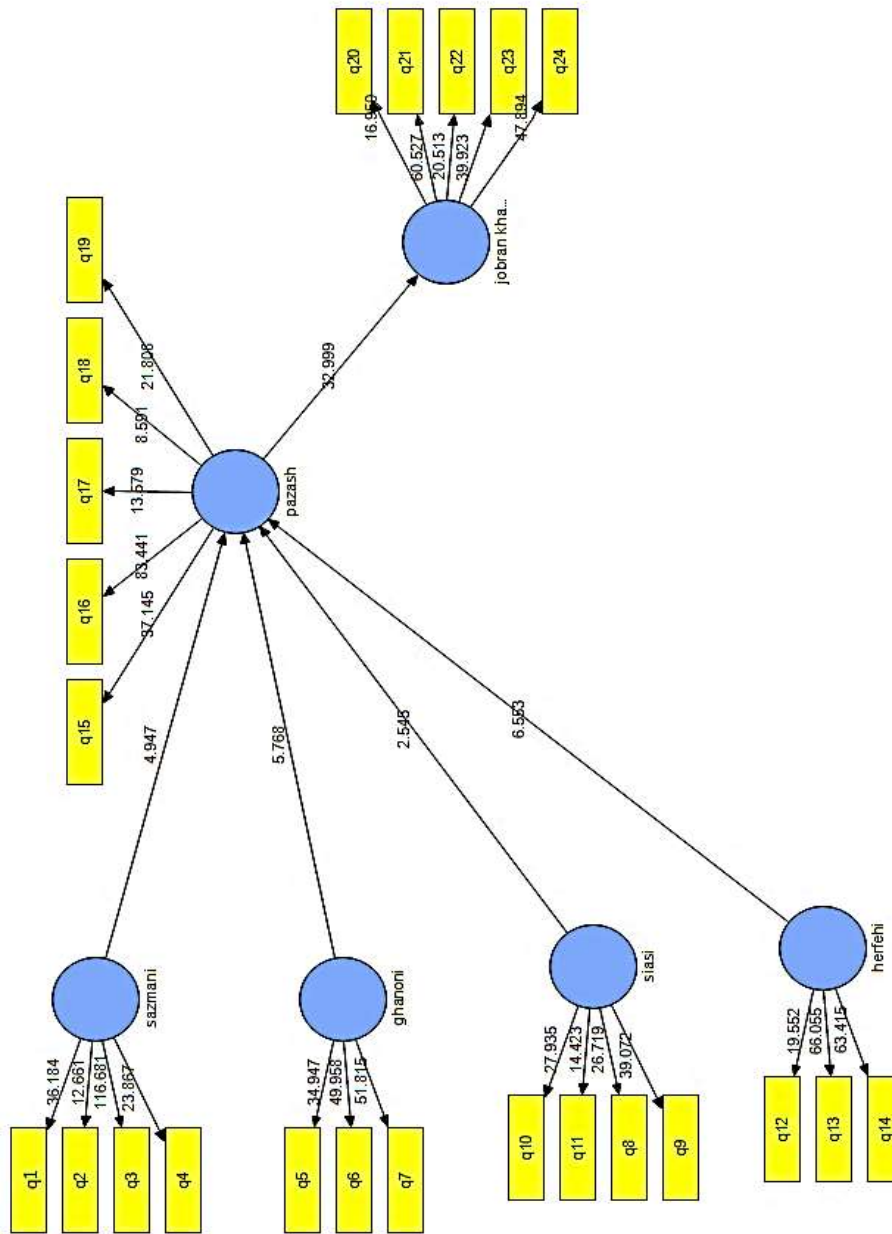 q1
q2
q3
q4
36.184
12.661
116.681
23.867
sazmani
q5
q6
q7
34.947
49.958
51.815
ghanoni
q10
q11
q8
q9
27.935
14.423
26.719
39.072
siasi
q12
q13
q14
19.552
66.055
63.415
herfehi
4.947
5.768
2.545
6.553
q15
q16
q17
q18
q19
37.145
83.441
13.579
8.591
21.806
pazash
32.999
jobran kha...
q20
q21
q22
q23
q24
16.959
60.527
20.513
39.923
47.894